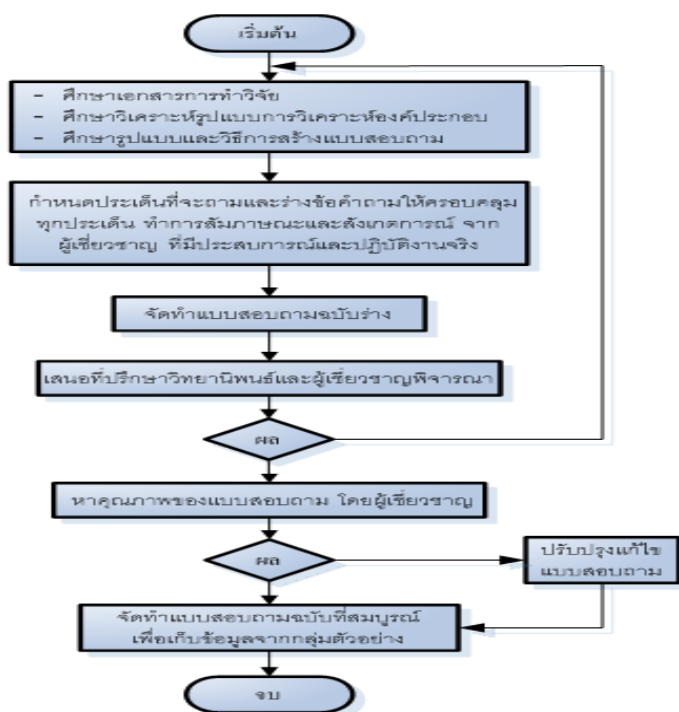 เริ่มต้น
- ศึกษาเอกสารการทำวิจัย
- ศึกษาวิเคราะห์รูปแบบการวิเคราะห์องค์ประกอบ
- ศึกษารูปแบบและวิธีการสร้างแบบสอบถาม
กำหนดประเด็นที่จะถามและร่างข้อคำถามให้ครอบคลุม
ทุกประเด็น ทำการสัมภาษณะและสังเกตการณ์ จาก
ผู้เชี่ยวชาญ ที่มีประสบการณ์และปฏิบัติงานจริง
จัดทำแบบสอบถามฉบับร่าง
เสนอที่ปรึกษาวิทยานิพนธ์และผู้เชี่ยวชาญพิจารณา
ผล
หาคุณภาพของแบบสอบถาม โดยผู้เชี่ยวชาญ
ผล
ปรับปรุงแก้ไข
แบบสอบถาม
จัดทำแบบสอบถามฉบับที่สมบูรณ์
เพื่อเก็บข้อมูลจากกลุ่มตัวอย่าง
จบ